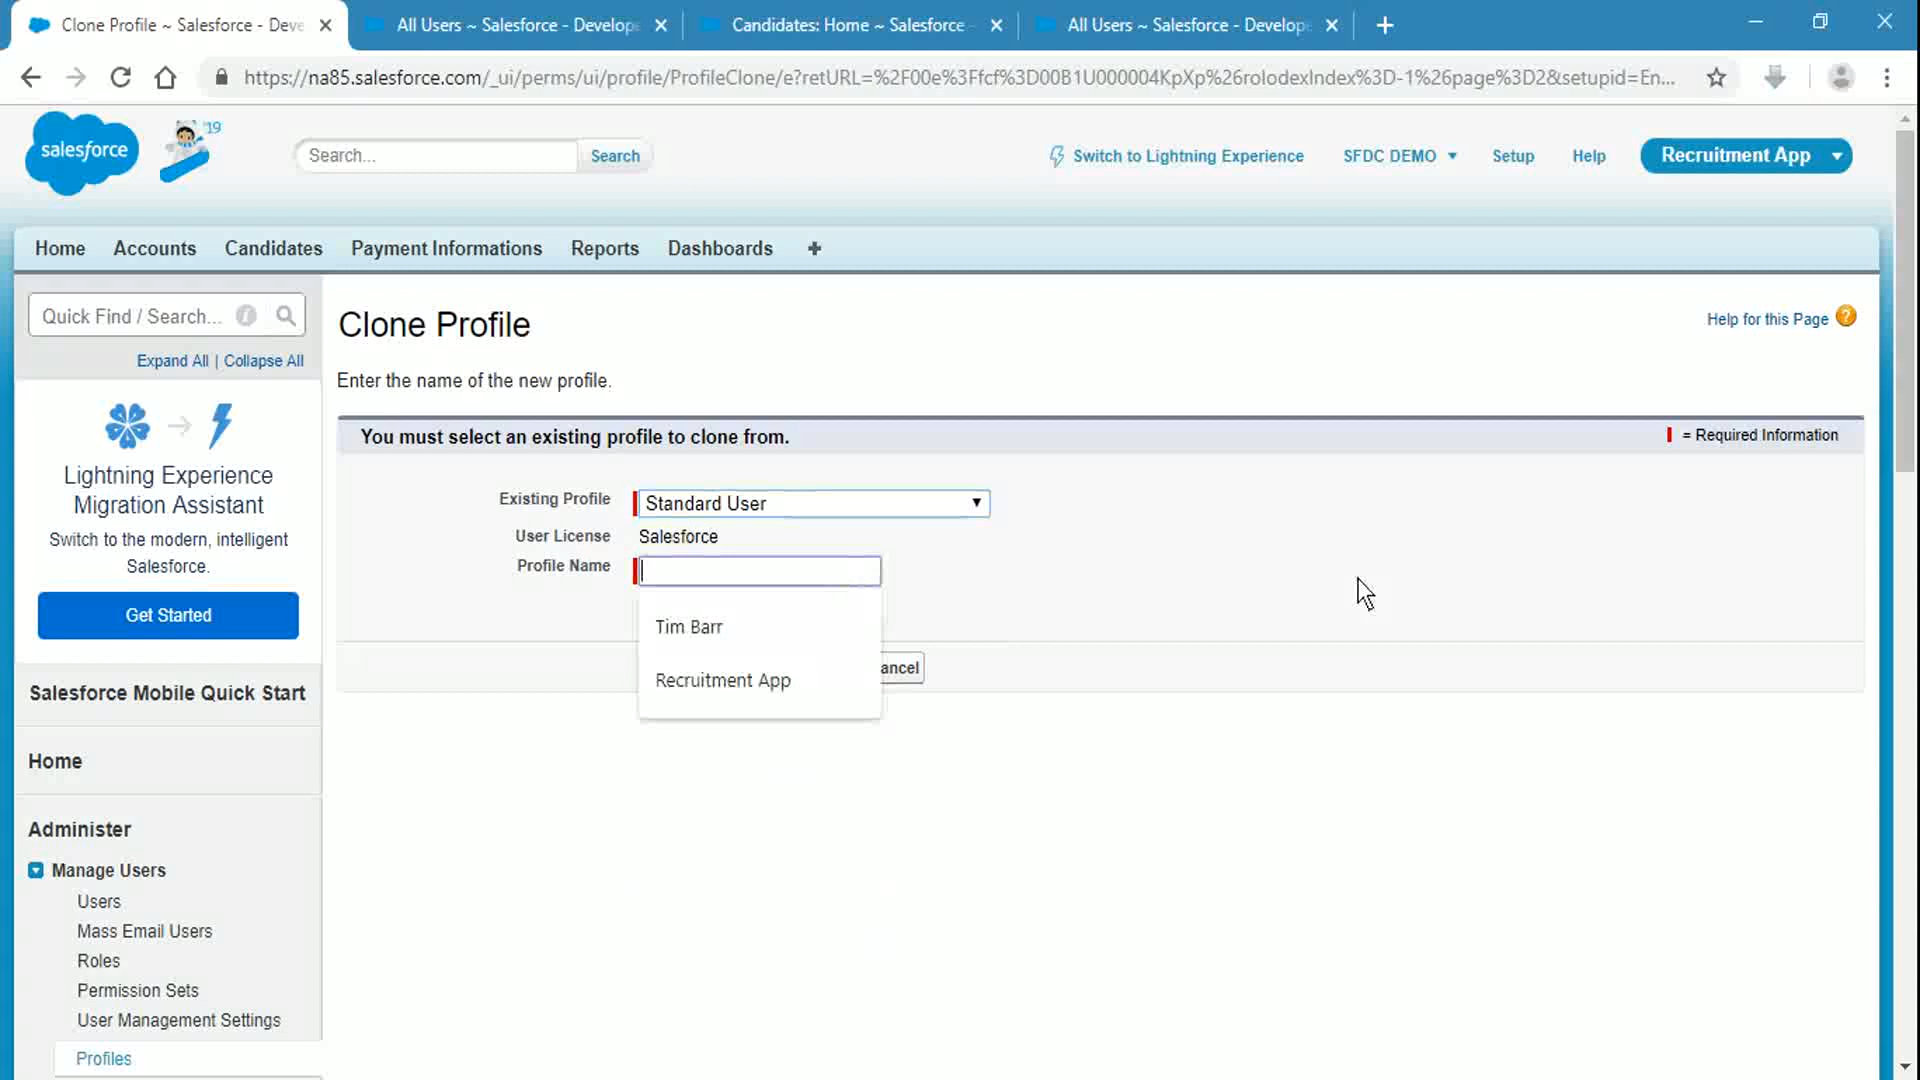 Clone Profile ~ Salesforce - Deve
All Users ~ Salesforce - Develope
Candidates: Home ~ Salesforce -
All Users ~ Salesforce - Develope
https://na85.salesforce.com/_ui/perms/ui/profile/ProfileClone/e?retURL=%2F00e%3Ffcf%3D00B1U000004KpXp%26rolodexIndex%3D-1%26page%3D2&setupid=En...
salesforce
'19
Search...
Search
Switch to Lightning Experience
SFDC DEMO
Setup
Help
Recruitment App
Home
Accounts
Candidates
Payment Informations
Reports
Dashboards
Quick Find / Search...
Expand All | Collapse All
Lightning Experience
Migration Assistant
Switch to the modern, intelligent
Salesforce.
Get Started
Salesforce Mobile Quick Start
Home
Administer
Manage Users
Users
Mass Email Users
Roles
Permission Sets
User Management Settings
Profiles
Clone Profile
Help for this Page
Enter the name of the new profile.
You must select an existing profile to clone from.
= Required Information
Existing Profile
Standard User
User License
Salesforce
Profile Name
Tim Barr
Recruitment App
ancel